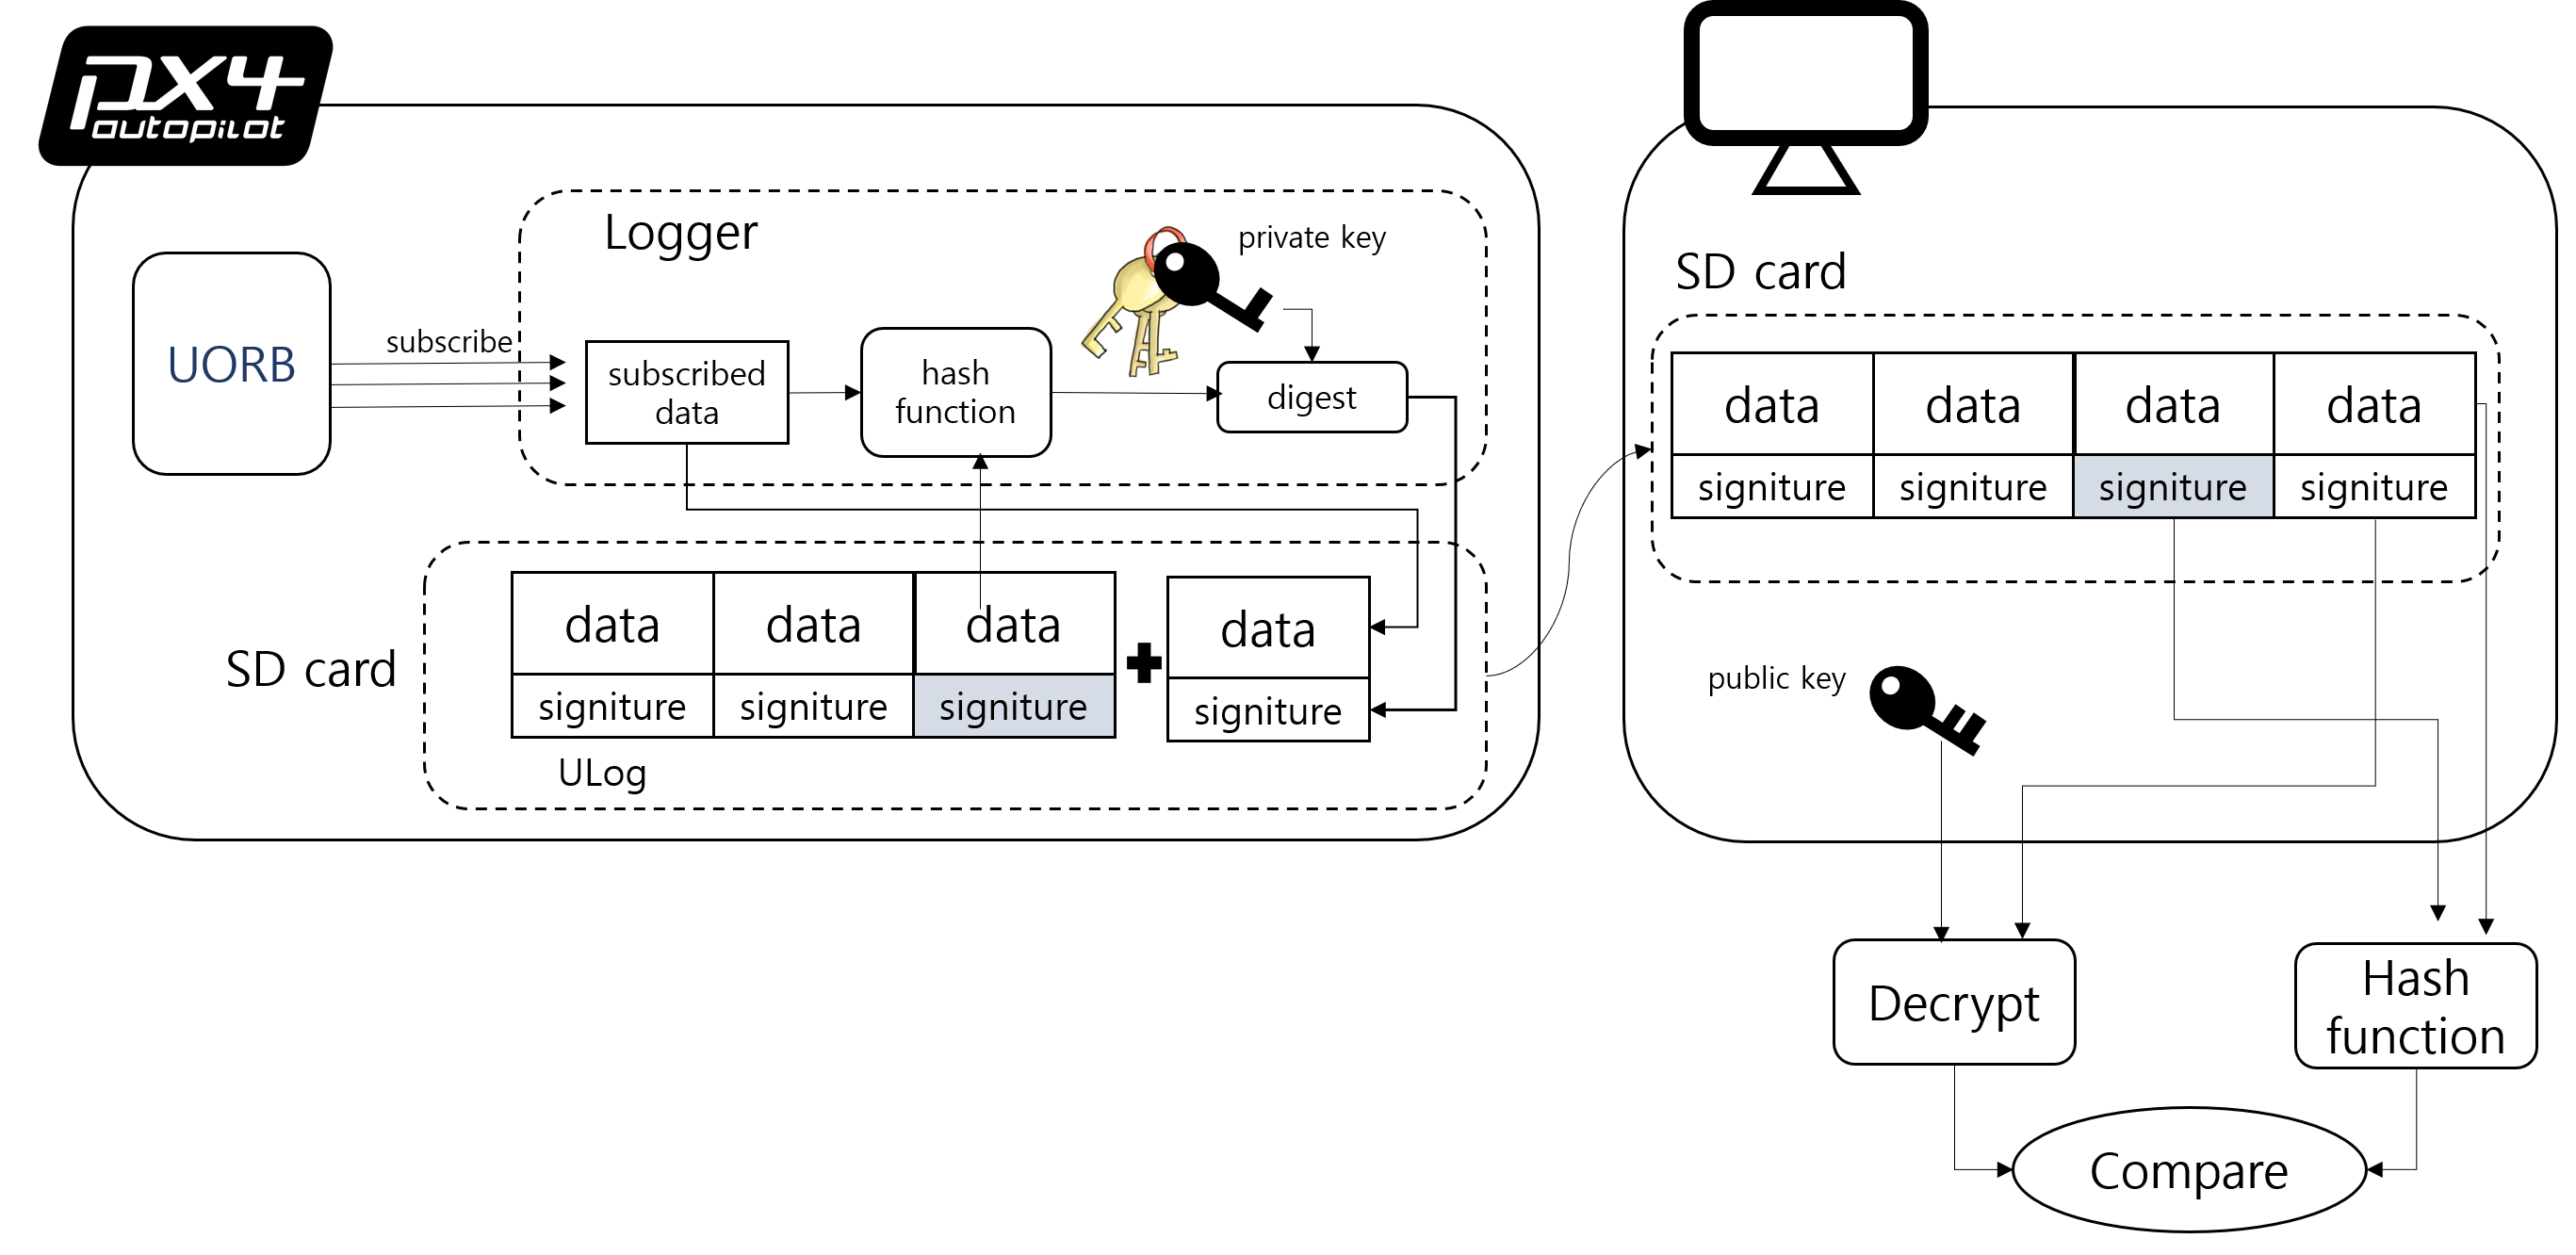 px4
autopilot
Logger
private key
UORB
subscribe
subscribed
data
hash
function
digest
SD card
data
data
data
data
signiture
signiture
signiture
signiture
ULog
SD card
data
data
data
data
signiture
signiture
signiture
signiture
public key
Decrypt
Hash
function
Compare